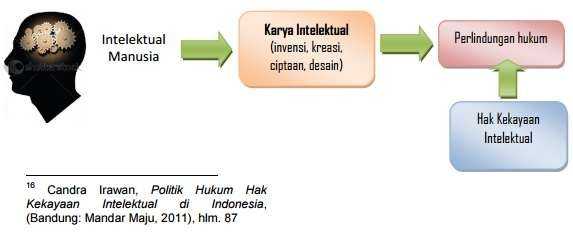 Intelektual
Manusia
Karya Intelektual
(invensi, kreasi,
ciptaan, desain)
Perlindungan hukum
Hak Kekayaan
Intelektual
16 Candra Irawan, Politik Hukum Hak
Kekayaan Intelektual di Indonesia,
(Bandung: Mandar Maju, 2011), hlm. 87